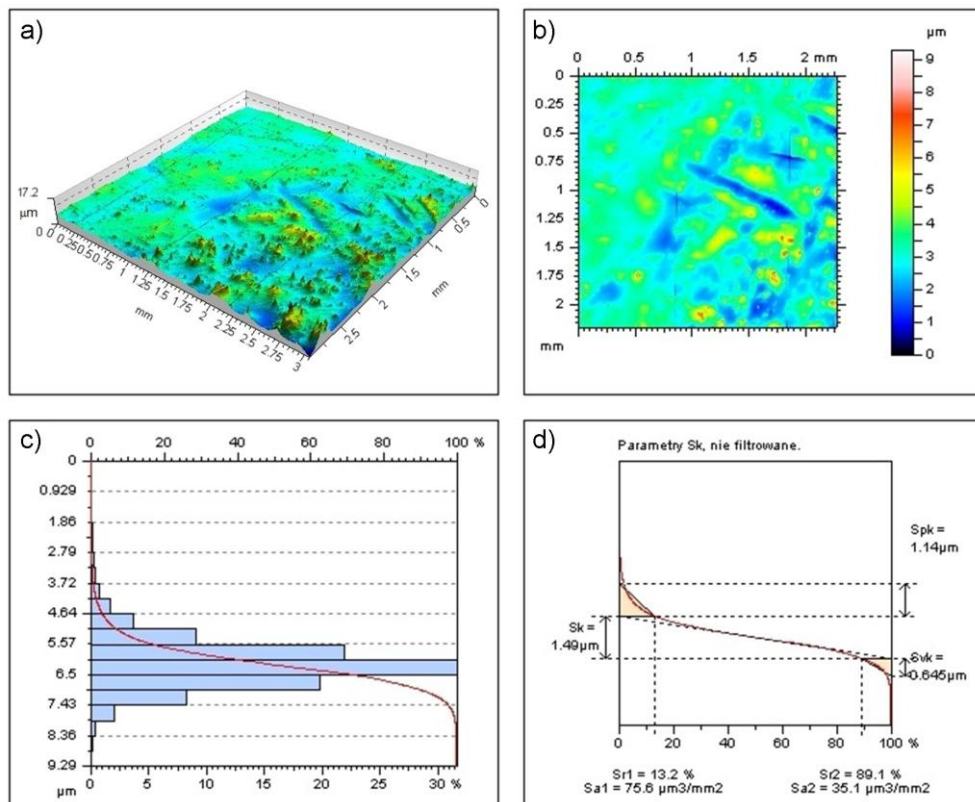 a)
17.2
µm
0 0 0.25 0.5 0.75 1 1.25 1.5 1.75 2 2.25 2.5 2.75 3
mm
0 0.5 1 1.5 2 2.5
mm
b)
µm
0 0.5 1 1.5 2 mm
0
0.25
0.5
0.75
1
1.25
1.5
1.75
2
mm
9
8
7
6
5
4
3
2
1
0
c)
0 20 40 60 80 100 %
0
0.929
1.86
2.79
3.72
4.64
5.57
6.5
7.43
8.36
9.29
µm
0 5 10 15 20 25 30 %
d)
Parametry Sk, nie filtrowane.
Spk =
1.14µm
Sk =
1.49µm
Svk =
0.645µm
0 20 40 60 80 100 %
Sr1 = 13.2 % Sr2 = 89.1 %
Sa1 = 75.6 µm3/mm2 Sa2 = 35.1 µm3/mm2